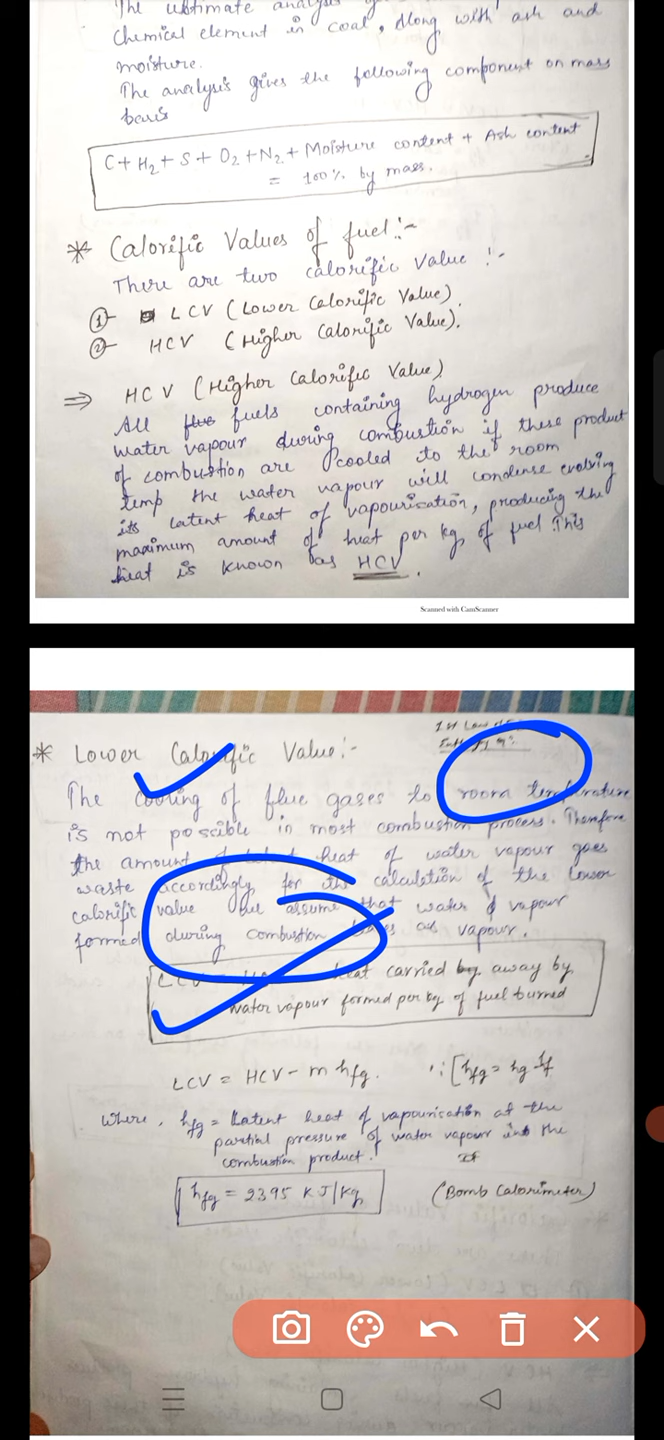 The ultimate analysis
chemical element in coal, along with ash and
moisture.
The analysis gives the following component on mass
basis
C + H2 + S + O2 + N2 + Moisture content + Ash content
= 100% by mass.
* Calorific Values of fuel :-
There are two calorific value :-
1- LCV (Lower Calorific Value).
2- HCV (Higher Calorific Value).
⇒ HCV (Higher Calorific Value)
All fuels containing hydrogen produce
water vapour during combustion if these product
of combustion are cooled to the room
temp the water vapour will condense evolving
its latent heat of vapourisation, producing the
maximum amount of heat per kg of fuel This
heat is known as HCV.
Scanned with CamScanner
1st Law of
* Lower Calorific Value :-
The cooling of flue gases to room temperature
is not possible in most combustion process. Therefore
the amount of heat of water vapour goes
waste accordingly for the calculation of the lower
calorific value we assume that water vapour
formed during combustion as vapour.
LCV = heat carried by away by
water vapour formed per kg of fuel burned
LCV = HCV - m hfg. ∵ [hfg = hg - hf
where, hfg = Latent heat of vapourisation at the
partial pressure of water vapour into the
combustion product.
hfg = 2395 KJ/kg (Bomb Calorimeter)